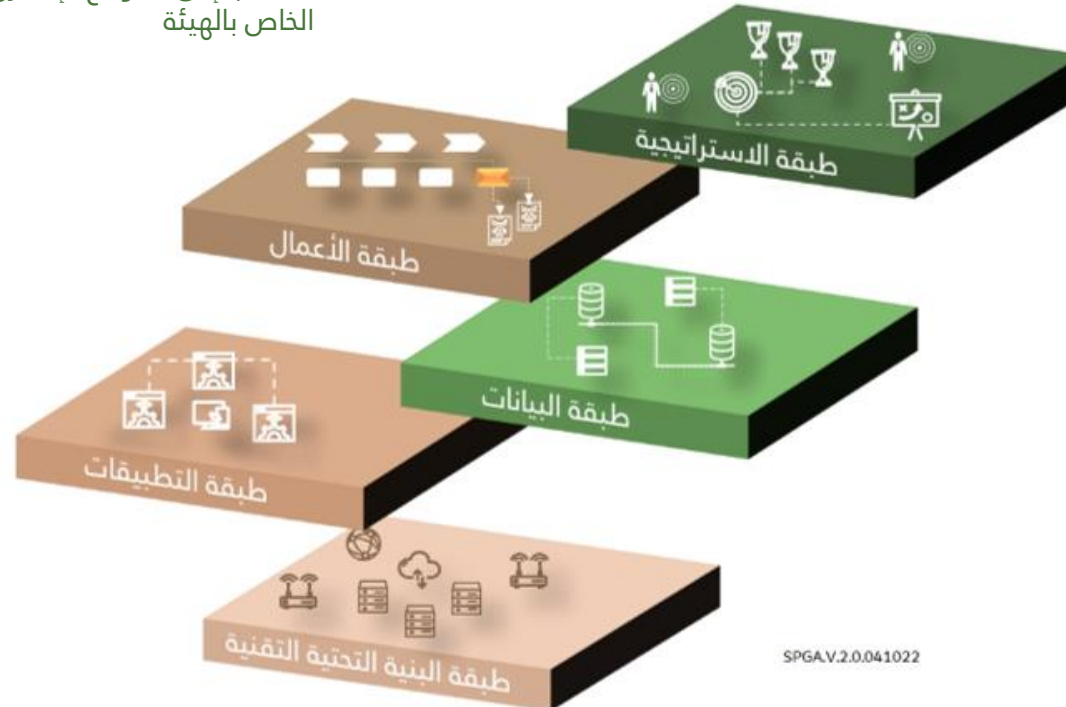 الخاص بالهيئة
طبقة الاستراتيجية
طبقة الأعمال
طبقة البيانات
طبقة التطبيقات
طبقة البنية التحتية التقنية
SPGA.V.2.0.041022